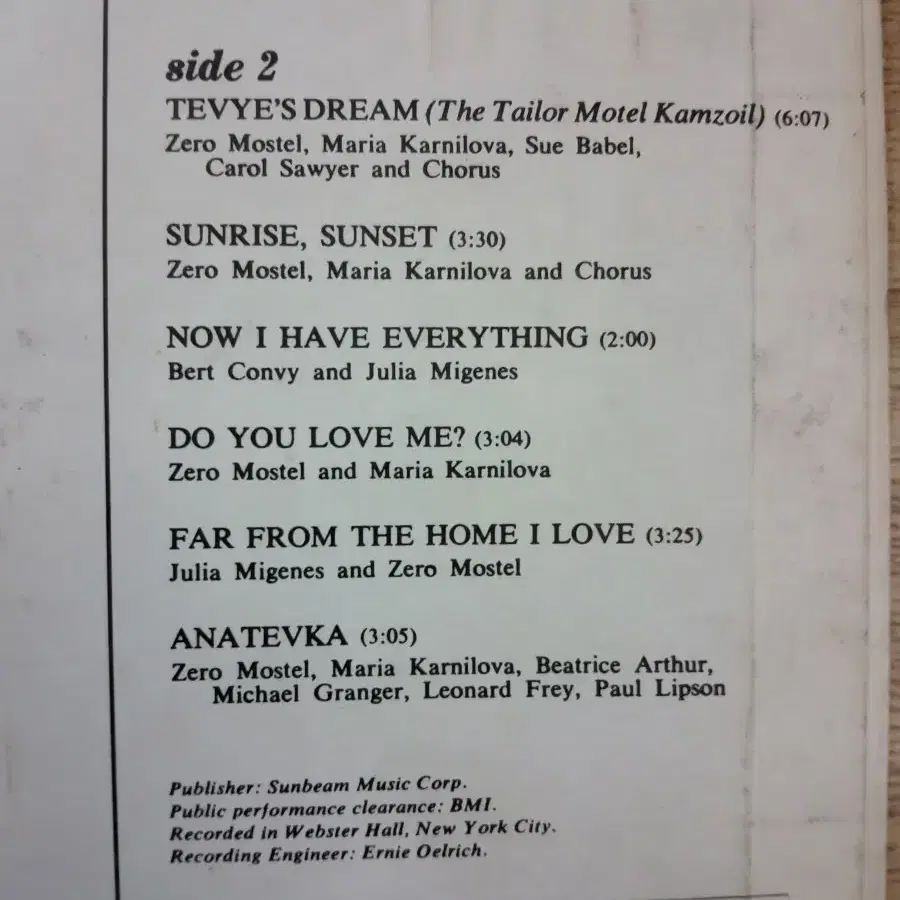 side 2
TEVYE'S DREAM (The Tailor Motel Kamzoil) (6:07)
Zero Mostel, Maria Karnilova, Sue Babel,
Carol Sawyer and Chorus
SUNRISE, SUNSET (3:30)
Zero Mostel, Maria Karnilova and Chorus
NOW I HAVE EVERYTHING (2:00)
Bert Convy and Julia Migenes
DO YOU LOVE ME? (3:04)
Zero Mostel and Maria Karnilova
FAR FROM THE HOME I LOVE (3:25)
Julia Migenes and Zero Mostel
ANATEVKA (3:05)
Zero Mostel, Maria Karnilova, Beatrice Arthur,
Michael Granger, Leonard Frey, Paul Lipson
Publisher: Sunbeam Music Corp.
Public performance clearance: BMI.
Recorded in Webster Hall, New York City.
Recording Engineer: Ernie Oelrich.